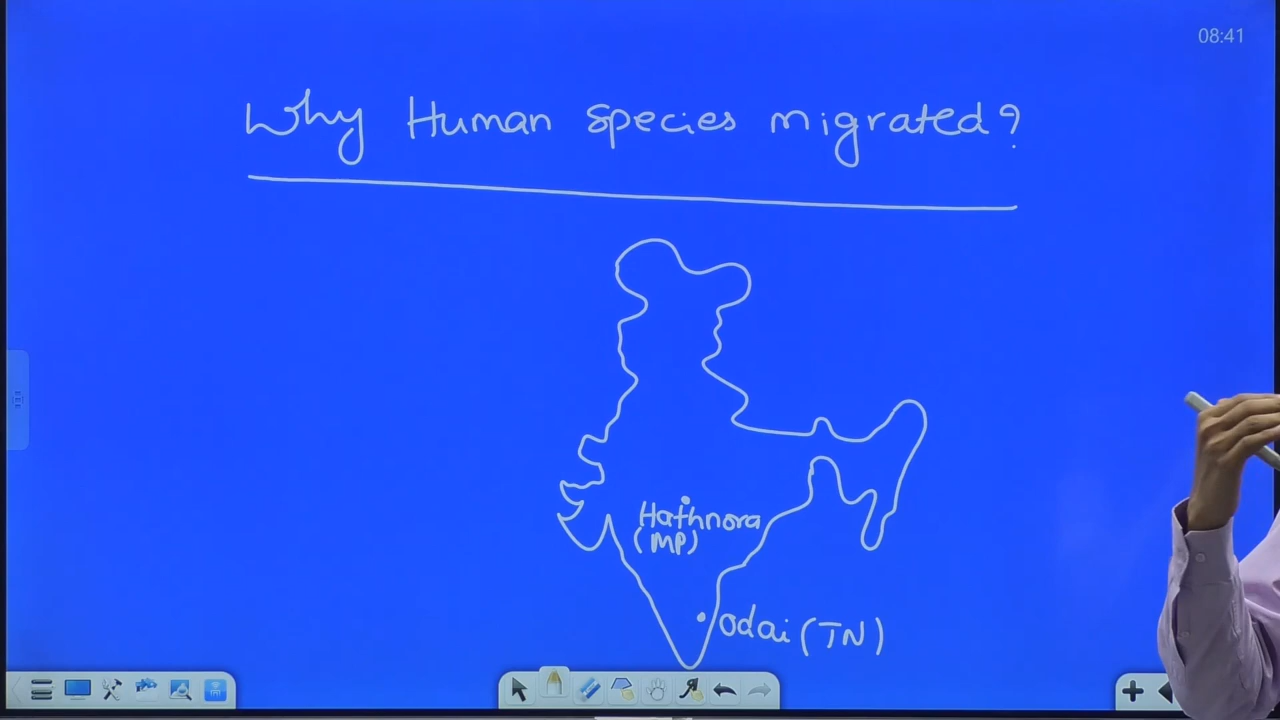 08:41
Why Human species migrated?
Hathnora
(MP)
odai (TN)